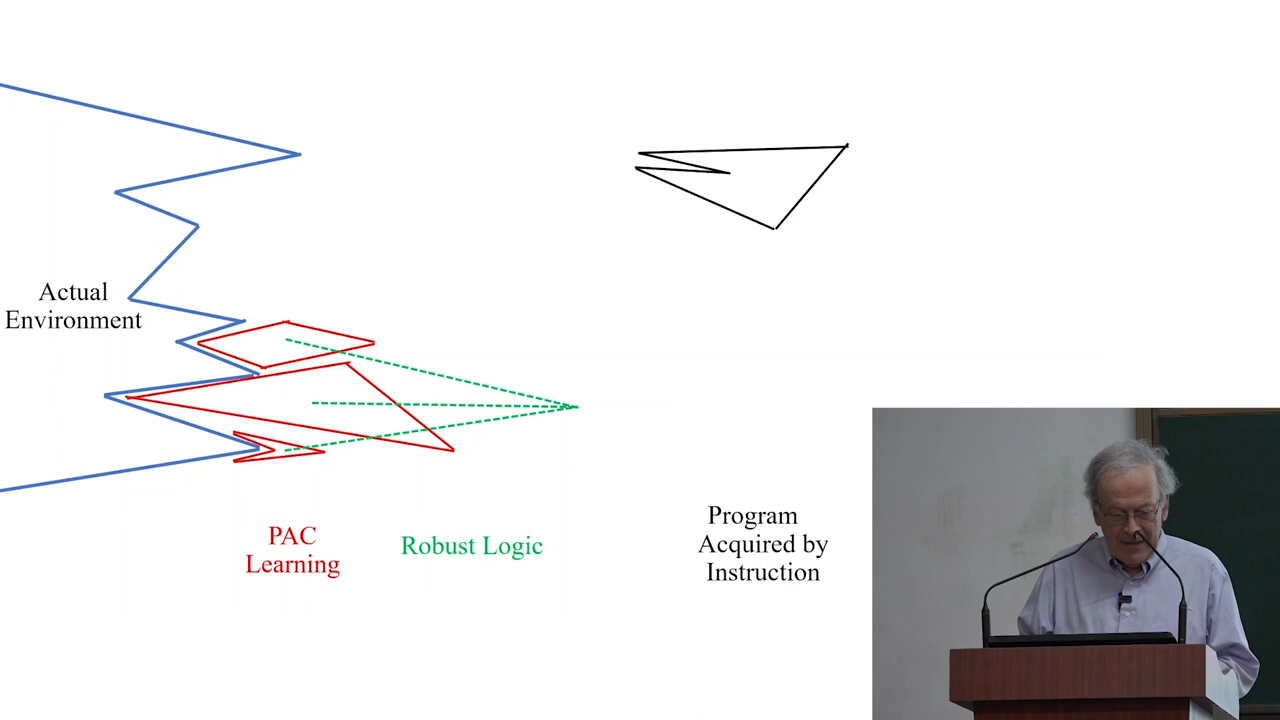 Actual
Environment
PAC
Learning
Robust Logic
Program
Acquired by
Instruction